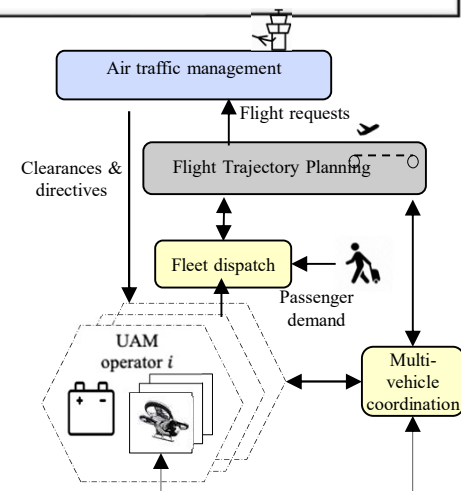 Air traffic management
Flight requests
Clearances &
directives
Flight Trajectory Planning
Fleet dispatch
Passenger
demand
UAM
operator i
+ -
Multi-
vehicle
coordination